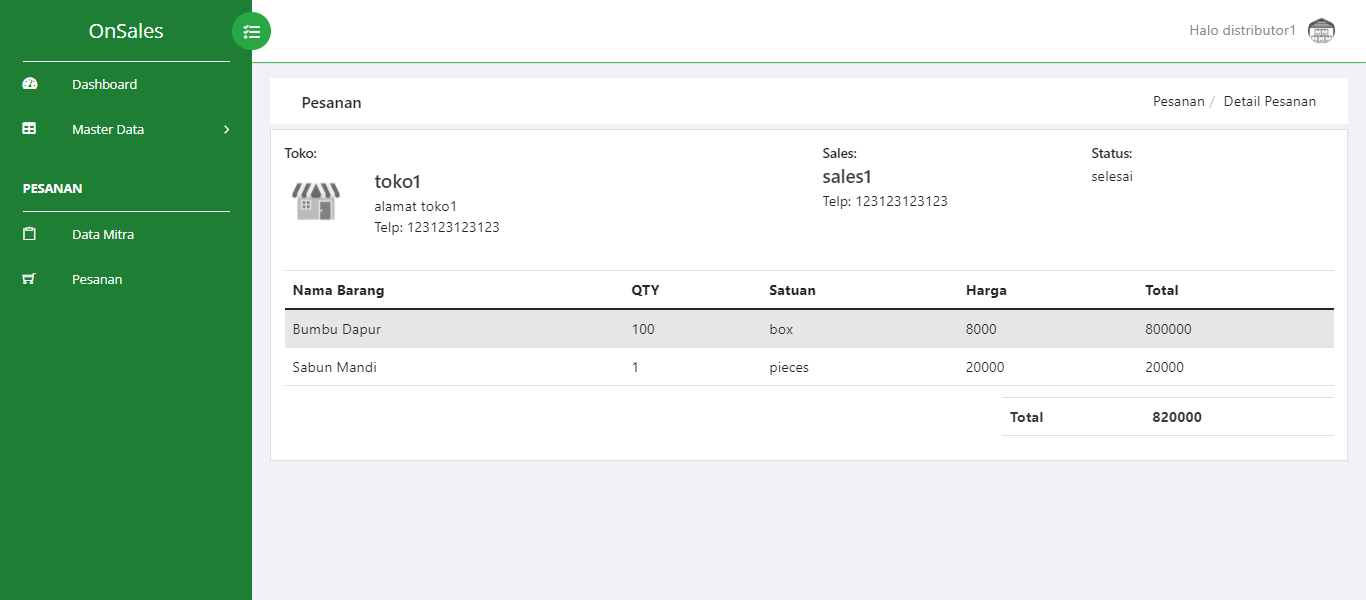 OnSales
Halo distributor1
Dashboard
Master Data
PESANAN
Data Mitra
Pesanan
Pesanan
Pesanan / Detail Pesanan
Toko:
toko1
alamat toko1
Telp: 123123123123
Sales:
sales1
Telp: 123123123123
Status:
selesai
Nama Barang QTY Satuan Harga Total
Bumbu Dapur 100 box 8000 800000
Sabun Mandi 1 pieces 20000 20000
Total 820000